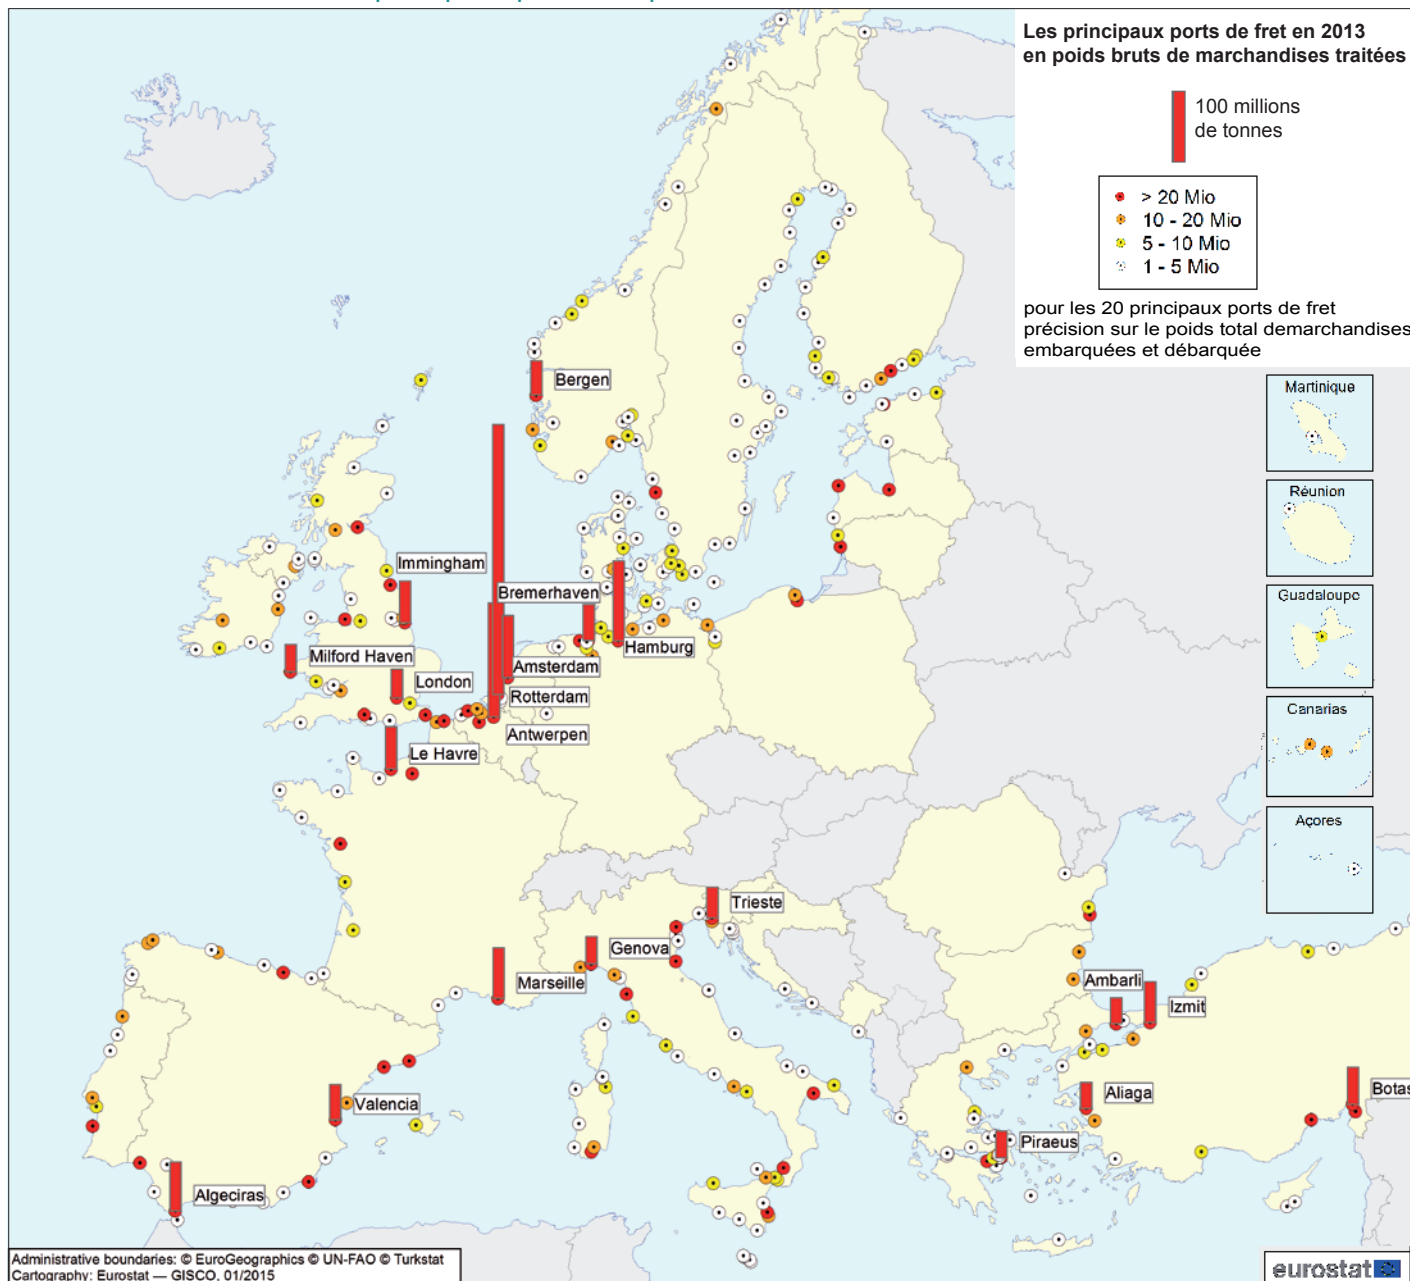 Les principaux ports de fret en 2013
en poids bruts de marchandises traitées
100 millions
de tonnes
> 20 Mio
10 - 20 Mio
5 - 10 Mio
1 - 5 Mio
pour les 20 principaux ports de fret
précision sur le poids total demarchandises
embarquées et débarquée
Martinique
Réunion
Guadaloupe
Canarias
Açores
Bergen
Immingham
Bremerhaven
Hamburg
Milford Haven
London
Amsterdam
Rotterdam
Antwerpen
Le Havre
Trieste
Genova
Marseille
Ambarli
Izmit
Botas
Aliaga
Valencia
Piraeus
Algeciras
Administrative boundaries: © EuroGeographics © UN-FAO © Turkstat
Cartography: Eurostat — GISCO, 01/2015
eurostat